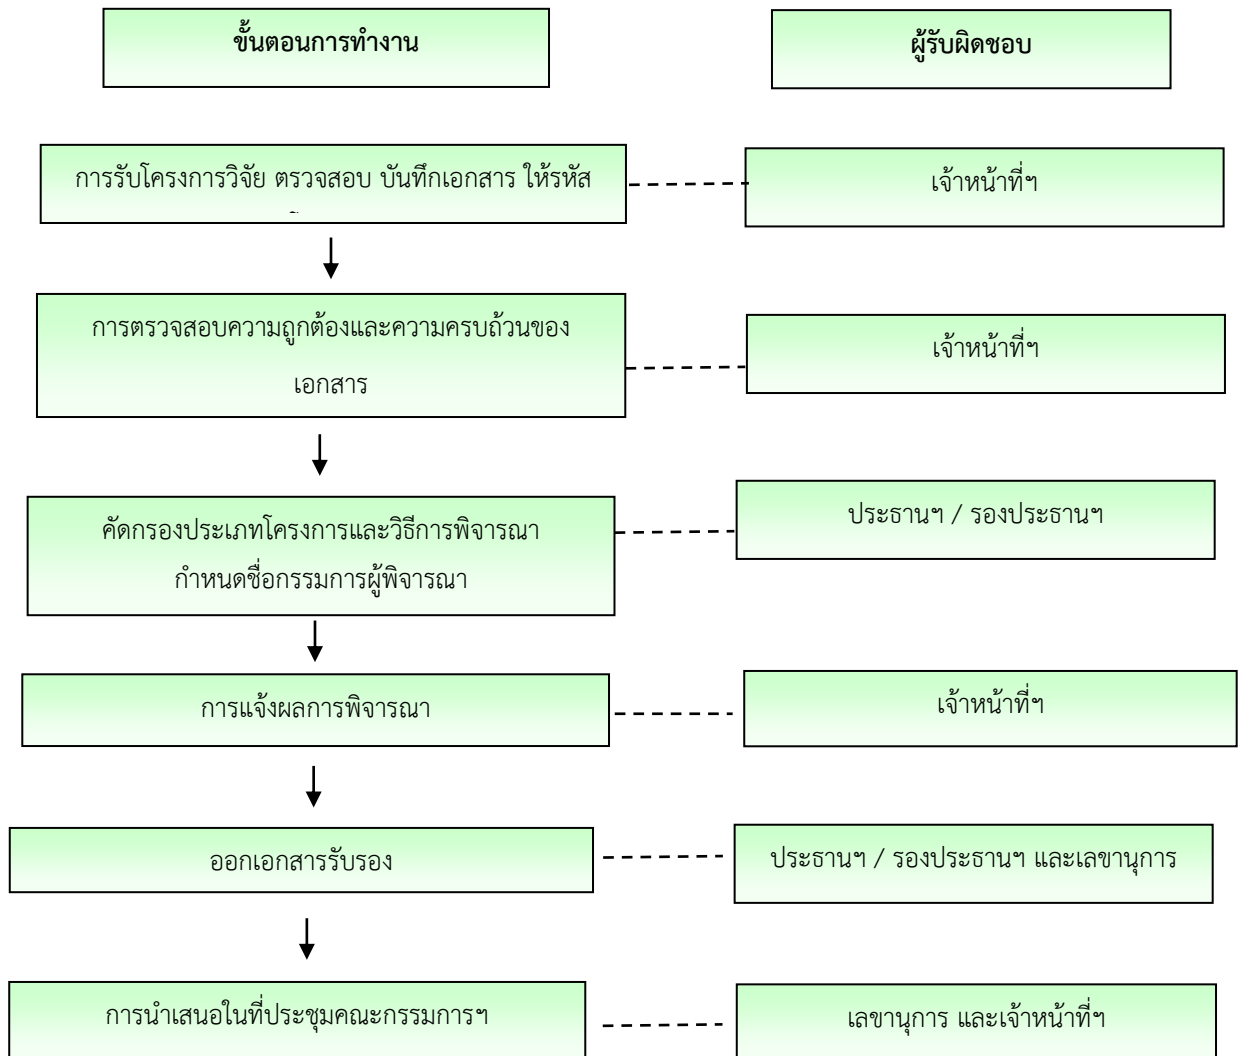 ขั้นตอนการทำงาน
ผู้รับผิดชอบ
การรับโครงการวิจัย ตรวจสอบ บันทึกเอกสาร ให้รหัส
เจ้าหน้าที่ฯ
การตรวจสอบความถูกต้องและความครบถ้วนของ
เอกสาร
เจ้าหน้าที่ฯ
คัดกรองประเภทโครงการและวิธีการพิจารณา
กำหนดชื่อกรรมการผู้พิจารณา
ประธานฯ / รองประธานฯ
การแจ้งผลการพิจารณา
เจ้าหน้าที่ฯ
ออกเอกสารรับรอง
ประธานฯ / รองประธานฯ และเลขานุการ
การนำเสนอในที่ประชุมคณะกรรมการฯ
เลขานุการ และเจ้าหน้าที่ฯ